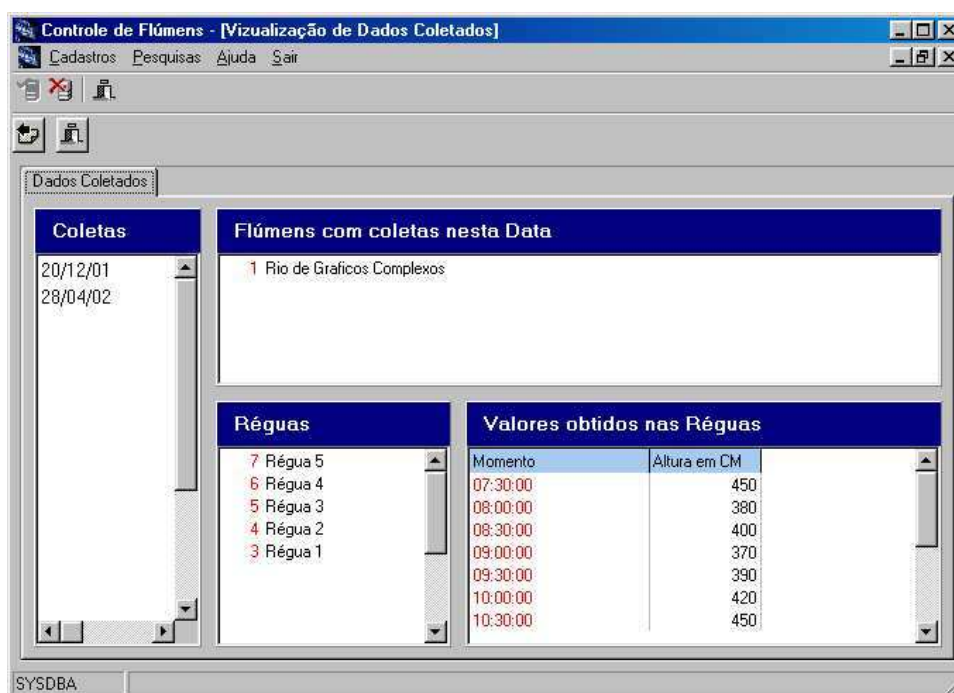 Controle de Flúmens - [Vizualização de Dados Coletados]
Cadastros Pesquisas Ajuda Sair
Dados Coletados
Coletas
20/12/01
28/04/02
Flúmens com coletas nesta Data
1 Rio de Graficos Complexos
Réguas
7 Régua 5
6 Régua 4
5 Régua 3
4 Régua 2
3 Régua 1
Valores obtidos nas Réguas
Momento Altura em CM
07:30:00 450
08:00:00 380
08:30:00 400
09:00:00 370
09:30:00 390
10:00:00 420
10:30:00 450
SYSDBA